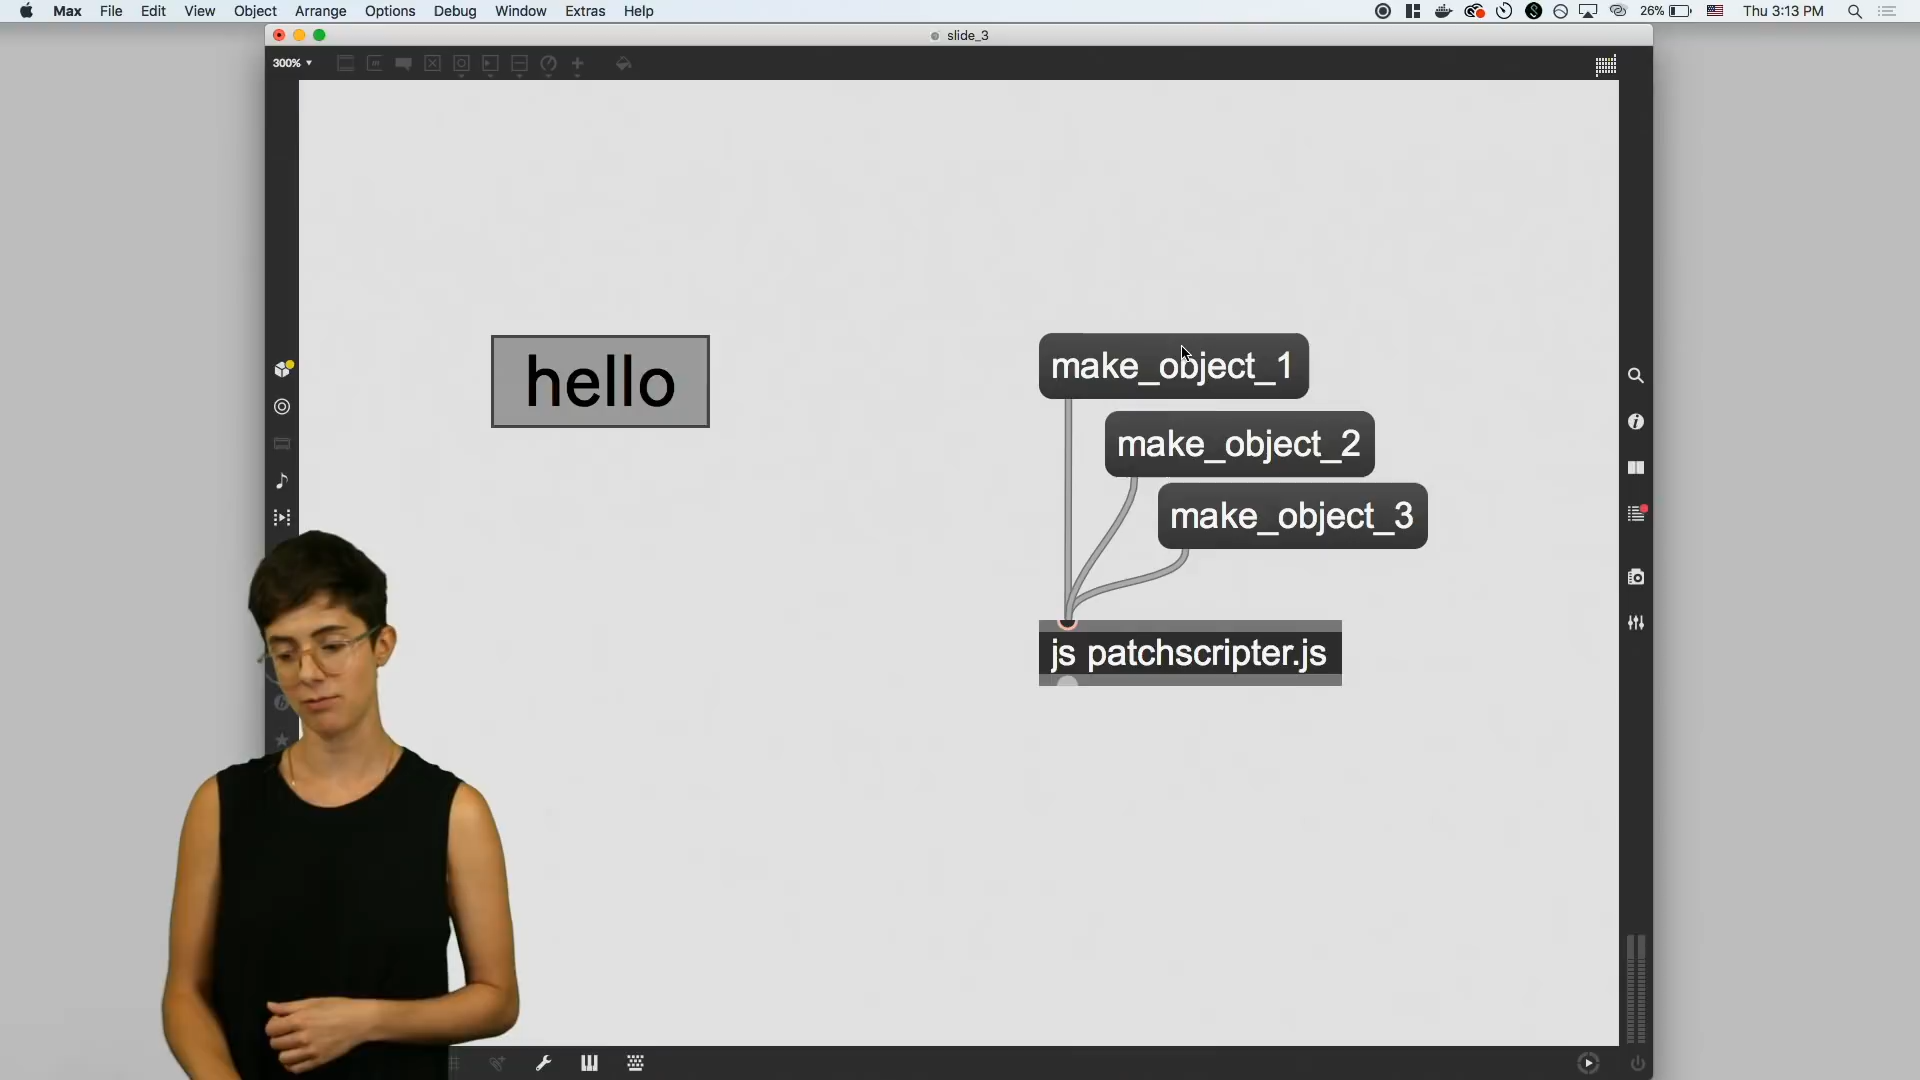 Max File Edit View Object Arrange Options Debug Window Extras Help
26% Thu 3:13 PM
slide_3
300%
hello
make_object_1
make_object_2
make_object_3
js patchscripter.js